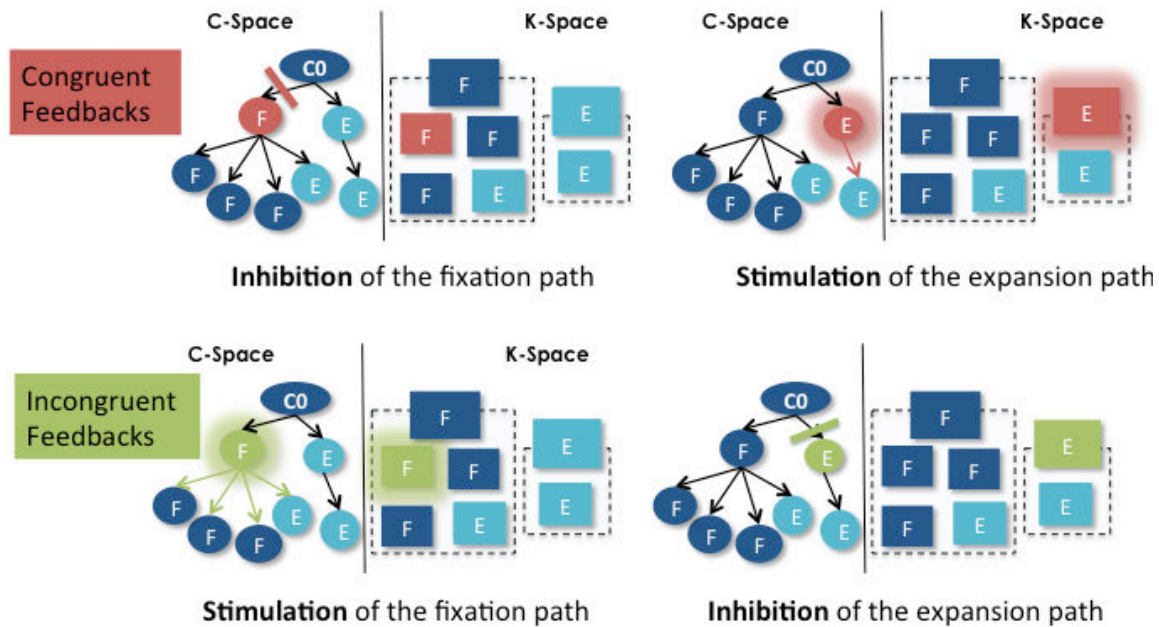 C-Space
K-Space
C-Space
K-Space
Congruent
Feedbacks
C0
F
E
F
F
F
E
E
F
F
F
F
E
E
E
C0
F
E
F
F
F
E
E
F
F
F
F
E
E
E
Inhibition of the fixation path
Stimulation of the expansion path
C-Space
K-Space
Incongruent
Feedbacks
C0
F
E
F
F
F
E
E
F
F
F
F
E
E
E
C0
F
E
F
F
F
E
E
F
F
F
F
E
E
E
Stimulation of the fixation path
Inhibition of the expansion path